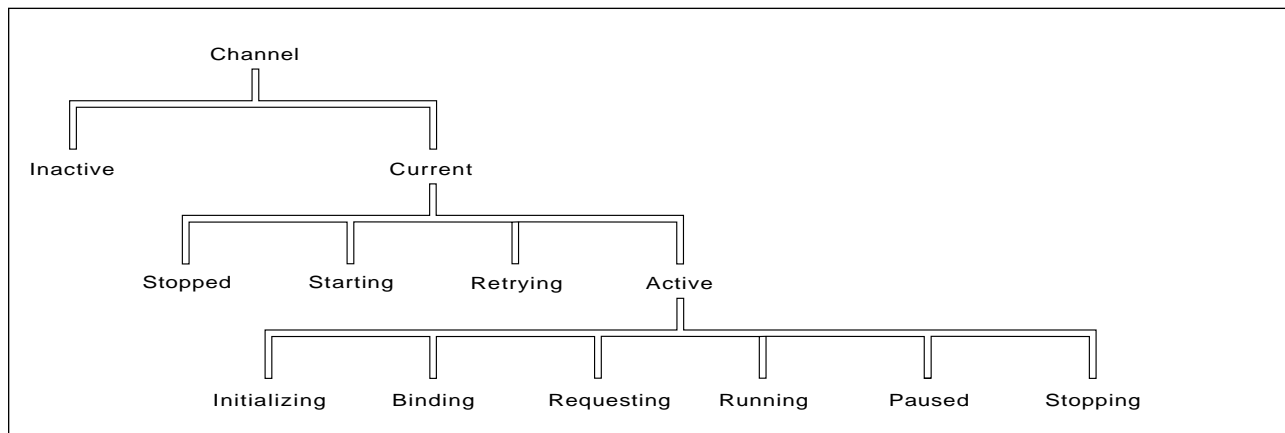 Channel
Inactive Current
Stopped Starting Retrying Active
Initializing Binding Requesting Running Paused Stopping